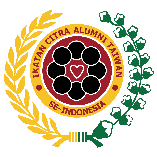 IKATAN CITRA ALUMNI TAIWAN
SE-INDONESIA